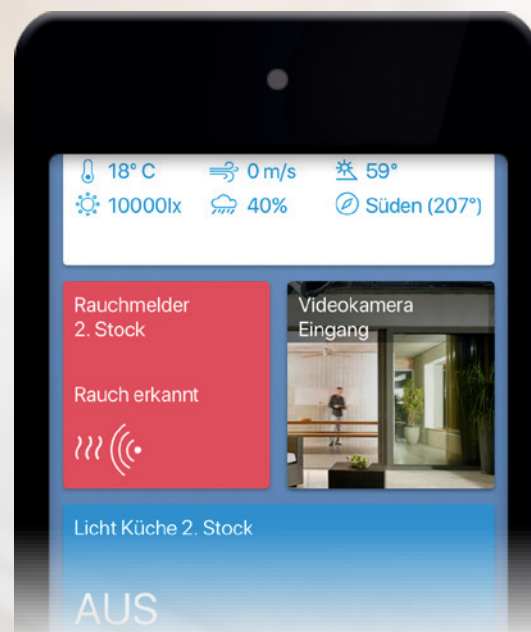 18° C 0 m/s 59°
10000lx 40% Süden (207°)
Rauchmelder
2. Stock
Rauch erkannt
Videokamera
Eingang
Licht Küche 2. Stock
AUS